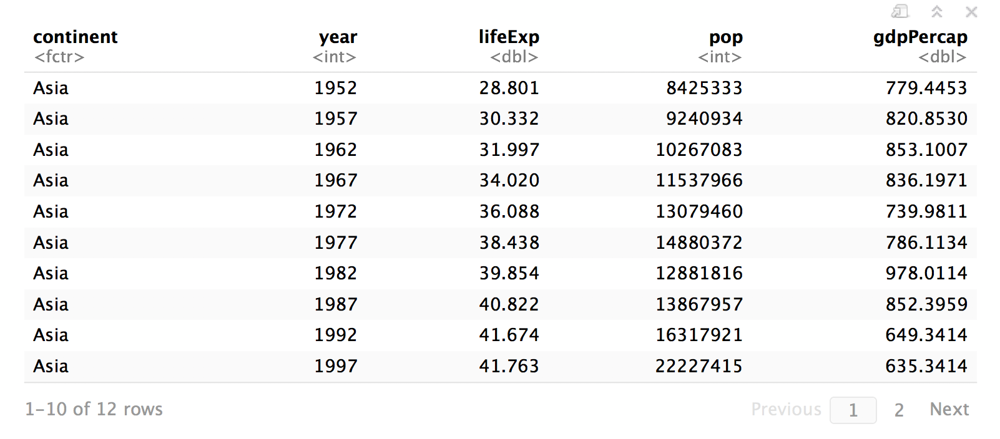 continent year lifeExp pop gdpPercap
<fctr> <int> <dbl> <int> <dbl>
Asia 1952 28.801 8425333 779.4453
Asia 1957 30.332 9240934 820.8530
Asia 1962 31.997 10267083 853.1007
Asia 1967 34.020 11537966 836.1971
Asia 1972 36.088 13079460 739.9811
Asia 1977 38.438 14880372 786.1134
Asia 1982 39.854 12881816 978.0114
Asia 1987 40.822 13867957 852.3959
Asia 1992 41.674 16317921 649.3414
Asia 1997 41.763 22227415 635.3414
1-10 of 12 rows Previous 1 2 Next